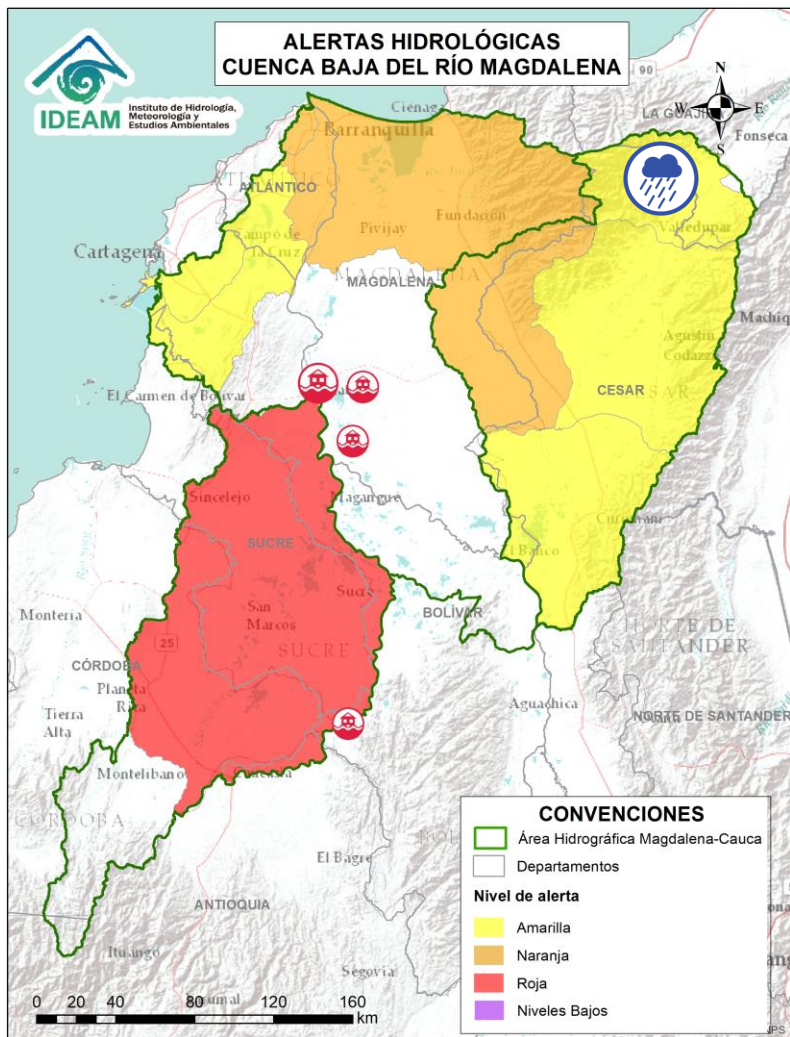 ALERTAS HIDROLÓGICAS
CUENCA BAJA DEL RÍO MAGDALENA
IDEAM
Instituto de Hidrología,
Meteorología y
Estudios Ambientales
N
W
E
S
90
Ciénaga
LA GUAJIRA
Fonseca
Barranquilla
ATLÁNTICO
Valledupar
Pivijay
Fundación
Campo de
la Cruz
Cartagena
MAGDALENA
MAGDALENA
Agustín
Codazzi
CESAR
El Carmen de Bolívar
Sincelejo
Magangué
SUCRE
Curumaní
El Banco
Sucre
San
Marcos
BOLÍVAR
Montería
SUCRE
NORTE DE
SANTANDER
25
CÓRDOBA
Planeta
Rica
Tierra
Alta
Aguachica
NORTE DE SANTANDER
Montelíbano
CÓRDOBA
El Bagre
ANTIOQUIA
Ituango
Segovia
CONVENCIONES
Área Hidrográfica Magdalena-Cauca
Departamentos
Nivel de alerta
Amarilla
Naranja
Roja
Niveles Bajos
0 20 40 80 120 160
km